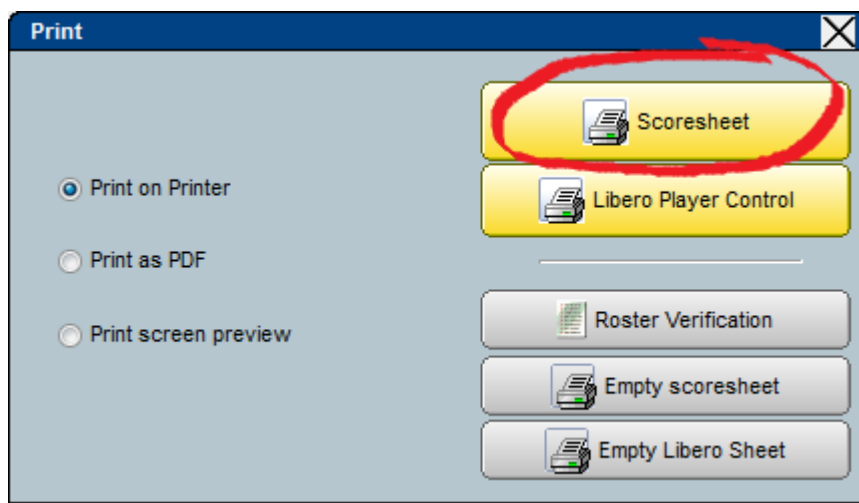 Print
Scoresheet
Print on Printer
Libero Player Control
Print as PDF
Roster Verification
Print screen preview
Empty scoresheet
Empty Libero Sheet